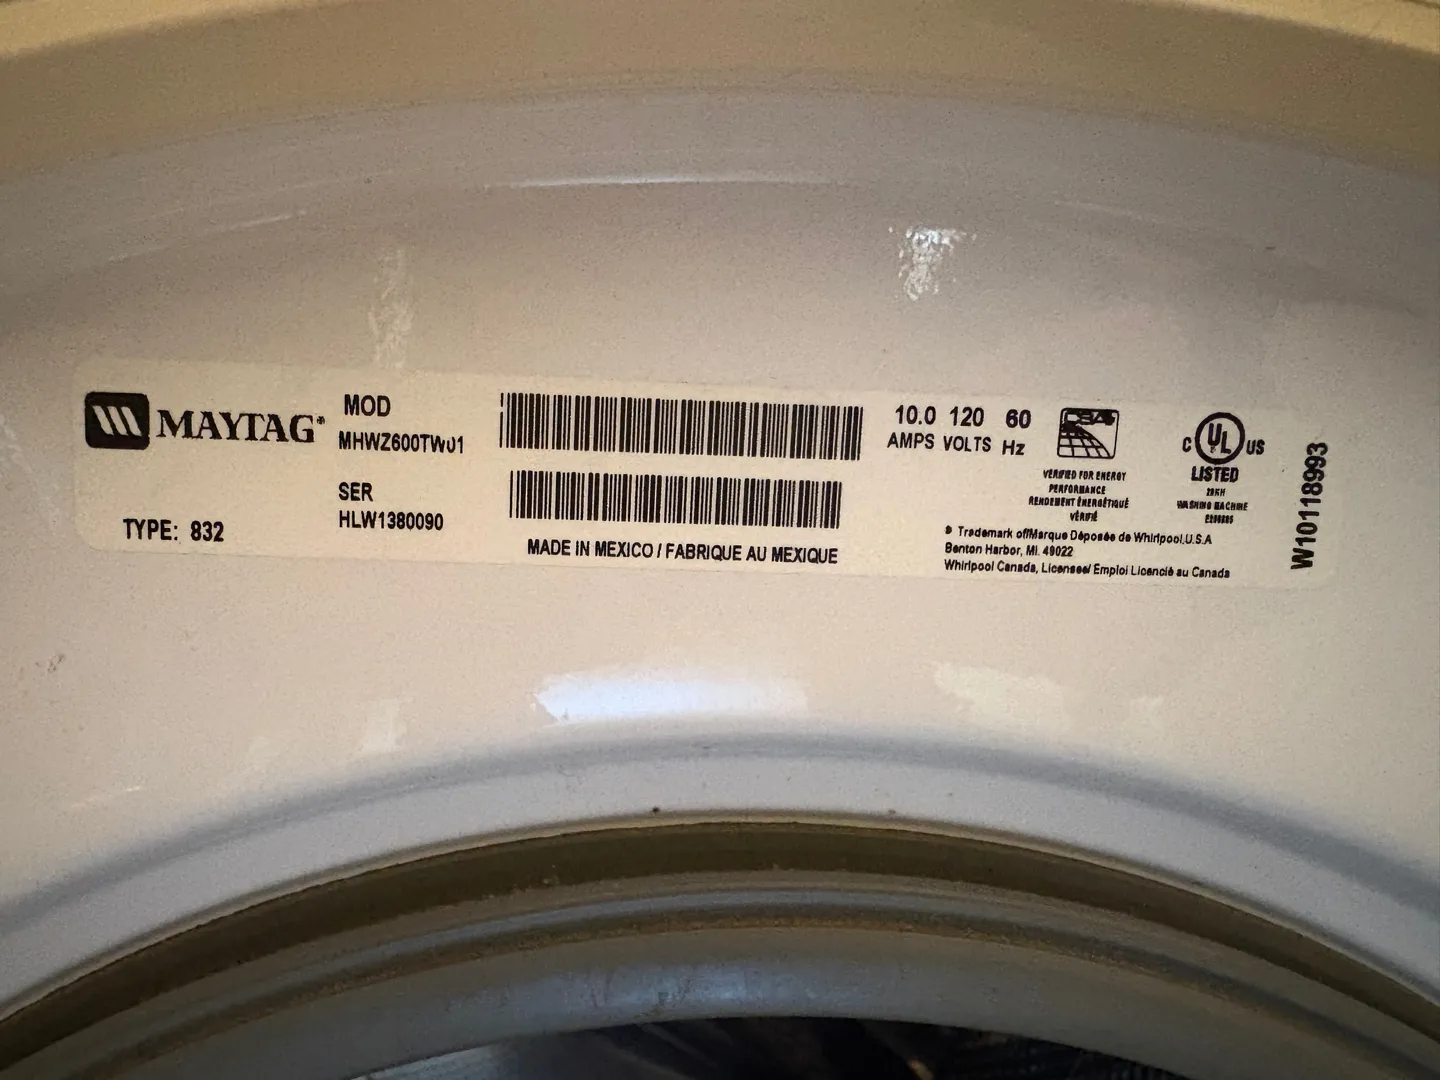 MAYTAG®
MOD
MHWZ600TW01
SER
HLW1380090
TYPE: 832
MADE IN MEXICO / FABRIQUE AU MEXIQUE
10.0 120 60
AMPS VOLTS Hz
VERIFIED FOR ENERGY
PERFORMANCE
RENDEMENT ÉNERGÉTIQUE
VÉRIFIÉ
C UL US
LISTED
WASHING MACHINE
® Trademark of/Marque Déposée de Whirlpool,U.S.A
Benton Harbor, MI. 49022
Whirlpool Canada, Licensee/ Emploi Licencié au Canada
W10118993